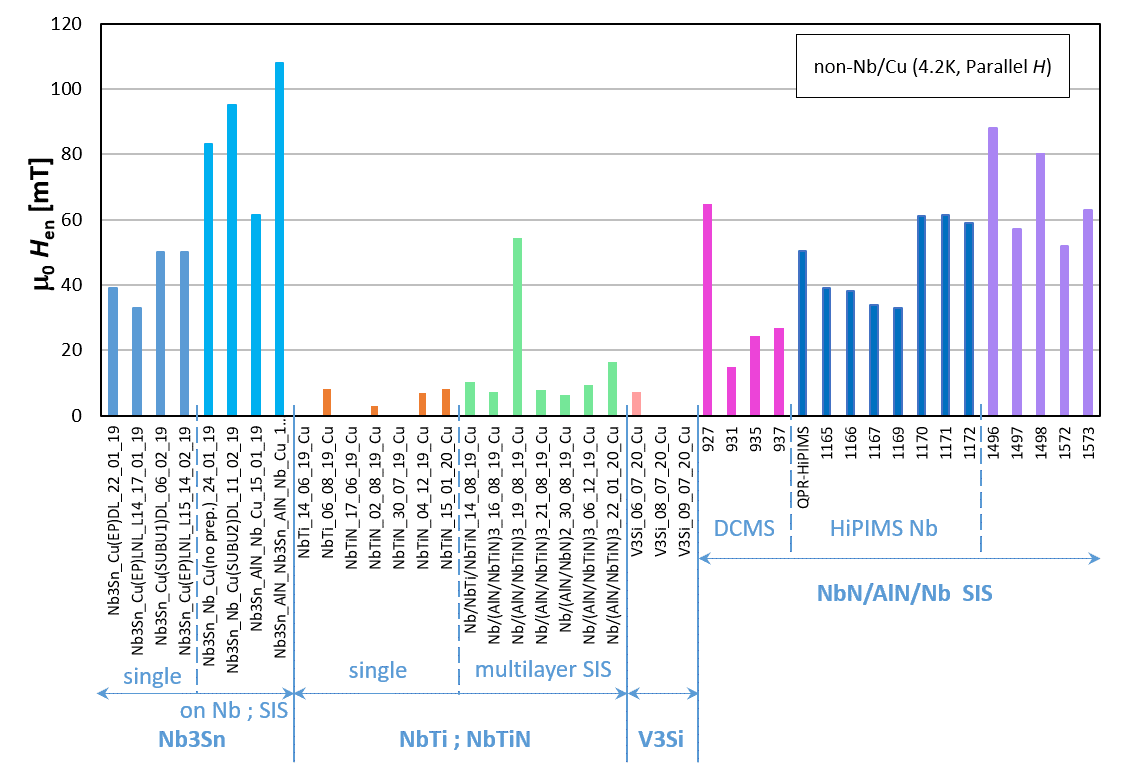 120
100
80
60
40
20
0
μ0 Hen [mT]
non-Nb/Cu (4.2K, Parallel H)
Nb3Sn_Cu(EP)DL_22_01_19
Nb3Sn_Cu(EP)LNL_L14_17_01_19
Nb3Sn_Cu(SUBU1)DL_06_02_19
Nb3Sn_Cu(EP)LNL_L15_14_02_19
Nb3Sn_Nb_Cu(no prep.)_24_01_19
Nb3Sn_Nb_Cu(SUBU2)DL_11_02_19
Nb3Sn_AlN_Nb_Cu_15_01_19
Nb3Sn_AlN_Nb3Sn_AlN_Nb_Cu_1..
NbTi_14_06_19_Cu
NbTi_06_08_19_Cu
NbTiN_17_06_19_Cu
NbTiN_02_08_19_Cu
NbTiN_30_07_19_Cu
NbTiN_04_12_19_Cu
NbTiN_15_01_20_Cu
Nb/NbTi/NbTiN_14_08_19_Cu
Nb/(AlN/NbTiN)3_16_08_19_Cu
Nb/(AlN/NbTiN)3_19_08_19_Cu
Nb/(AlN/NbTiN)3_21_08_19_Cu
Nb/(AlN/NbN)2_30_08_19_Cu
Nb/(AlN/NbTiN)3_06_12_19_Cu
Nb/(AlN/NbTiN)3_22_01_20_Cu
V3Si_06_07_20_Cu
V3Si_08_07_20_Cu
V3Si_09_07_20_Cu
927
931
935
937
QPR-HiPIMS
1165
1166
1167
1169
1170
1171
1172
1496
1497
1498
1572
1573
DCMS
HiPIMS Nb
NbN/AlN/Nb SIS
single
single
multilayer SIS
on Nb ; SIS
Nb3Sn
NbTi ; NbTiN
V3Si